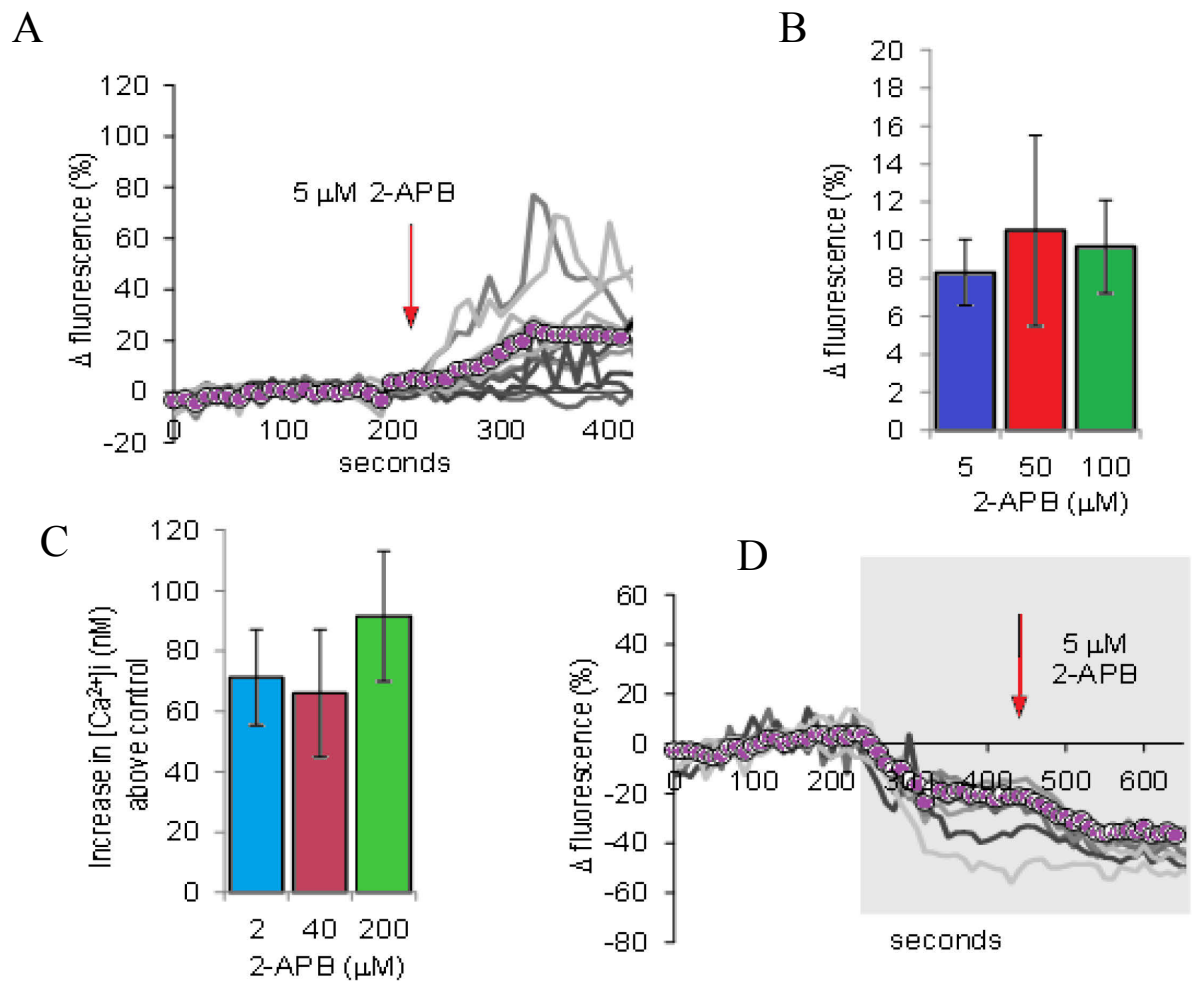 A
120
100
80
60
40
20
0
-20
Δ fluorescence (%)
5 µM 2-APB
0 100 200 300 400
seconds
B
20
18
16
14
12
10
8
6
4
2
0
Δ fluorescence (%)
5 50 100
2-APB (µM)
C
120
100
80
60
40
20
0
Increase in [Ca²⁺]i (nM)
above control
2 40 200
2-APB (µM)
D
60
40
20
0
-20
-40
-60
-80
Δ fluorescence (%)
5 µM
2-APB
0 100 200 300 400 500 600
seconds